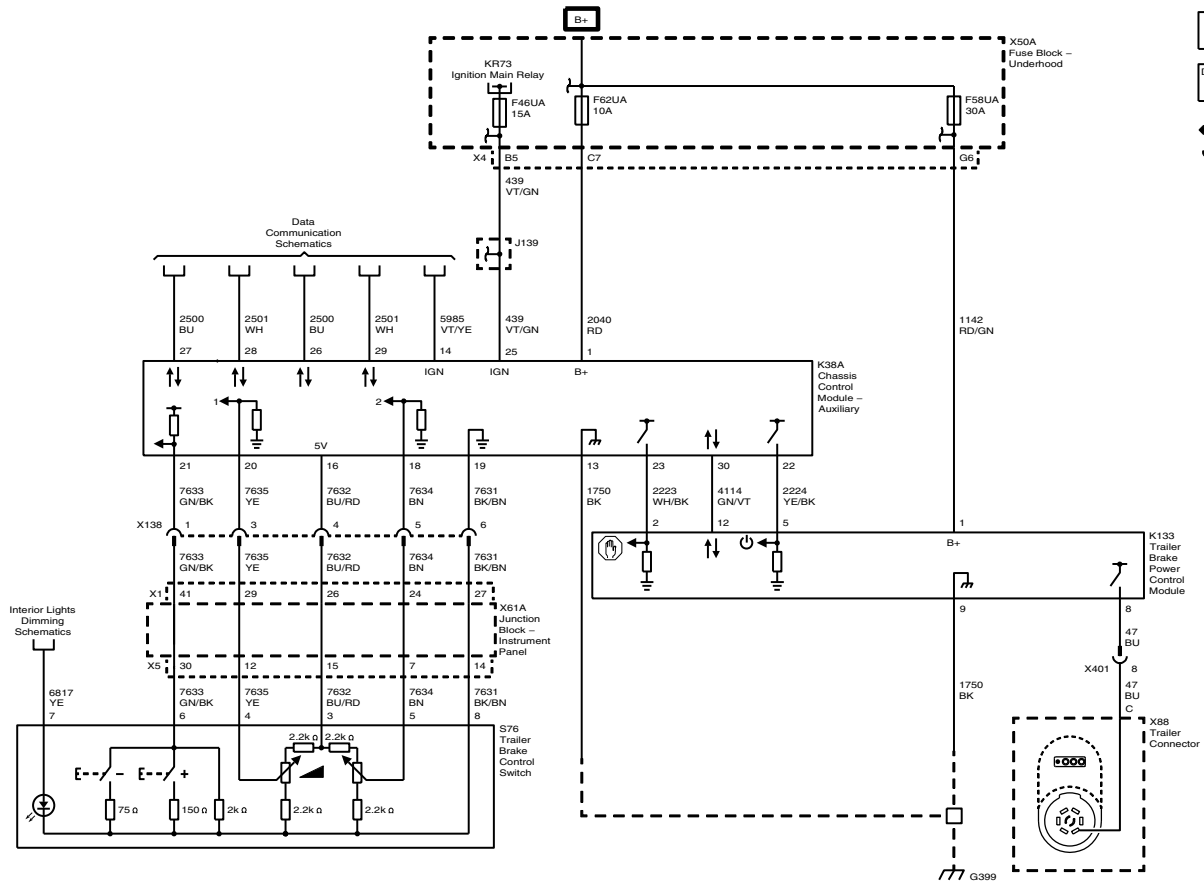 B+
X50A
Fuse Block –
Underhood
KR73
Ignition Main Relay
F46UA
15A
F62UA
10A
F58UA
30A
X4 B5 C7 G6
439
VT/GN
Data
Communication
Schematics
J139
2500
BU
2501
WH
2500
BU
2501
WH
5985
VT/YE
439
VT/GN
2040
RD
1142
RD/GN
27 28 26 29 14 25 1
IGN IGN B+
K38A
Chassis
Control
Module –
Auxiliary
1 2
5V
21 20 16 18 19 13 23 30 22
7633
GN/BK
7635
YE
7632
BU/RD
7634
BN
7631
BK/BN
1750
BK
2223
WH/BK
4114
GN/VT
2224
YE/BK
X138 1 3 4 5 6
2 12 5 1
B+
K133
Trailer
Brake
Power
Control
Module
7633
GN/BK
7635
YE
7632
BU/RD
7634
BN
7631
BK/BN
X1 41 29 26 24 27
X61A
Junction
Block –
Instrument
Panel
X5 30 12 15 7 14
9 8
47
BU
X401 8
47
BU
C
Interior Lights
Dimming
Schematics
6817
YE
7
7633
GN/BK
6
7635
YE
4
7632
BU/RD
3
7634
BN
5
7631
BK/BN
8
1750
BK
S76
Trailer
Brake
Control
Switch
X88
Trailer
Connector
2.2k Ω 2.2k Ω
– +
75 Ω 150 Ω 2k Ω 2.2k Ω 2.2k Ω
G399